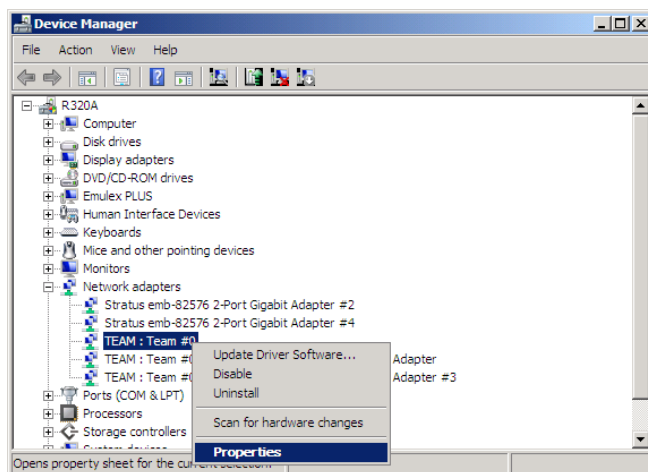 Device Manager
File Action View Help
R320A
Computer
Disk drives
Display adapters
DVD/CD-ROM drives
Emulex PLUS
Human Interface Devices
Keyboards
Mice and other pointing devices
Monitors
Network adapters
Stratus emb-82576 2-Port Gigabit Adapter #2
Stratus emb-82576 2-Port Gigabit Adapter #4
TEAM : Team #0
TEAM : Team #0 Adapter
TEAM : Team #0 Adapter #3
Ports (COM & LPT)
Processors
Storage controllers
System devices
Update Driver Software...
Disable
Uninstall
Scan for hardware changes
Properties
Opens property sheet for the current selection.